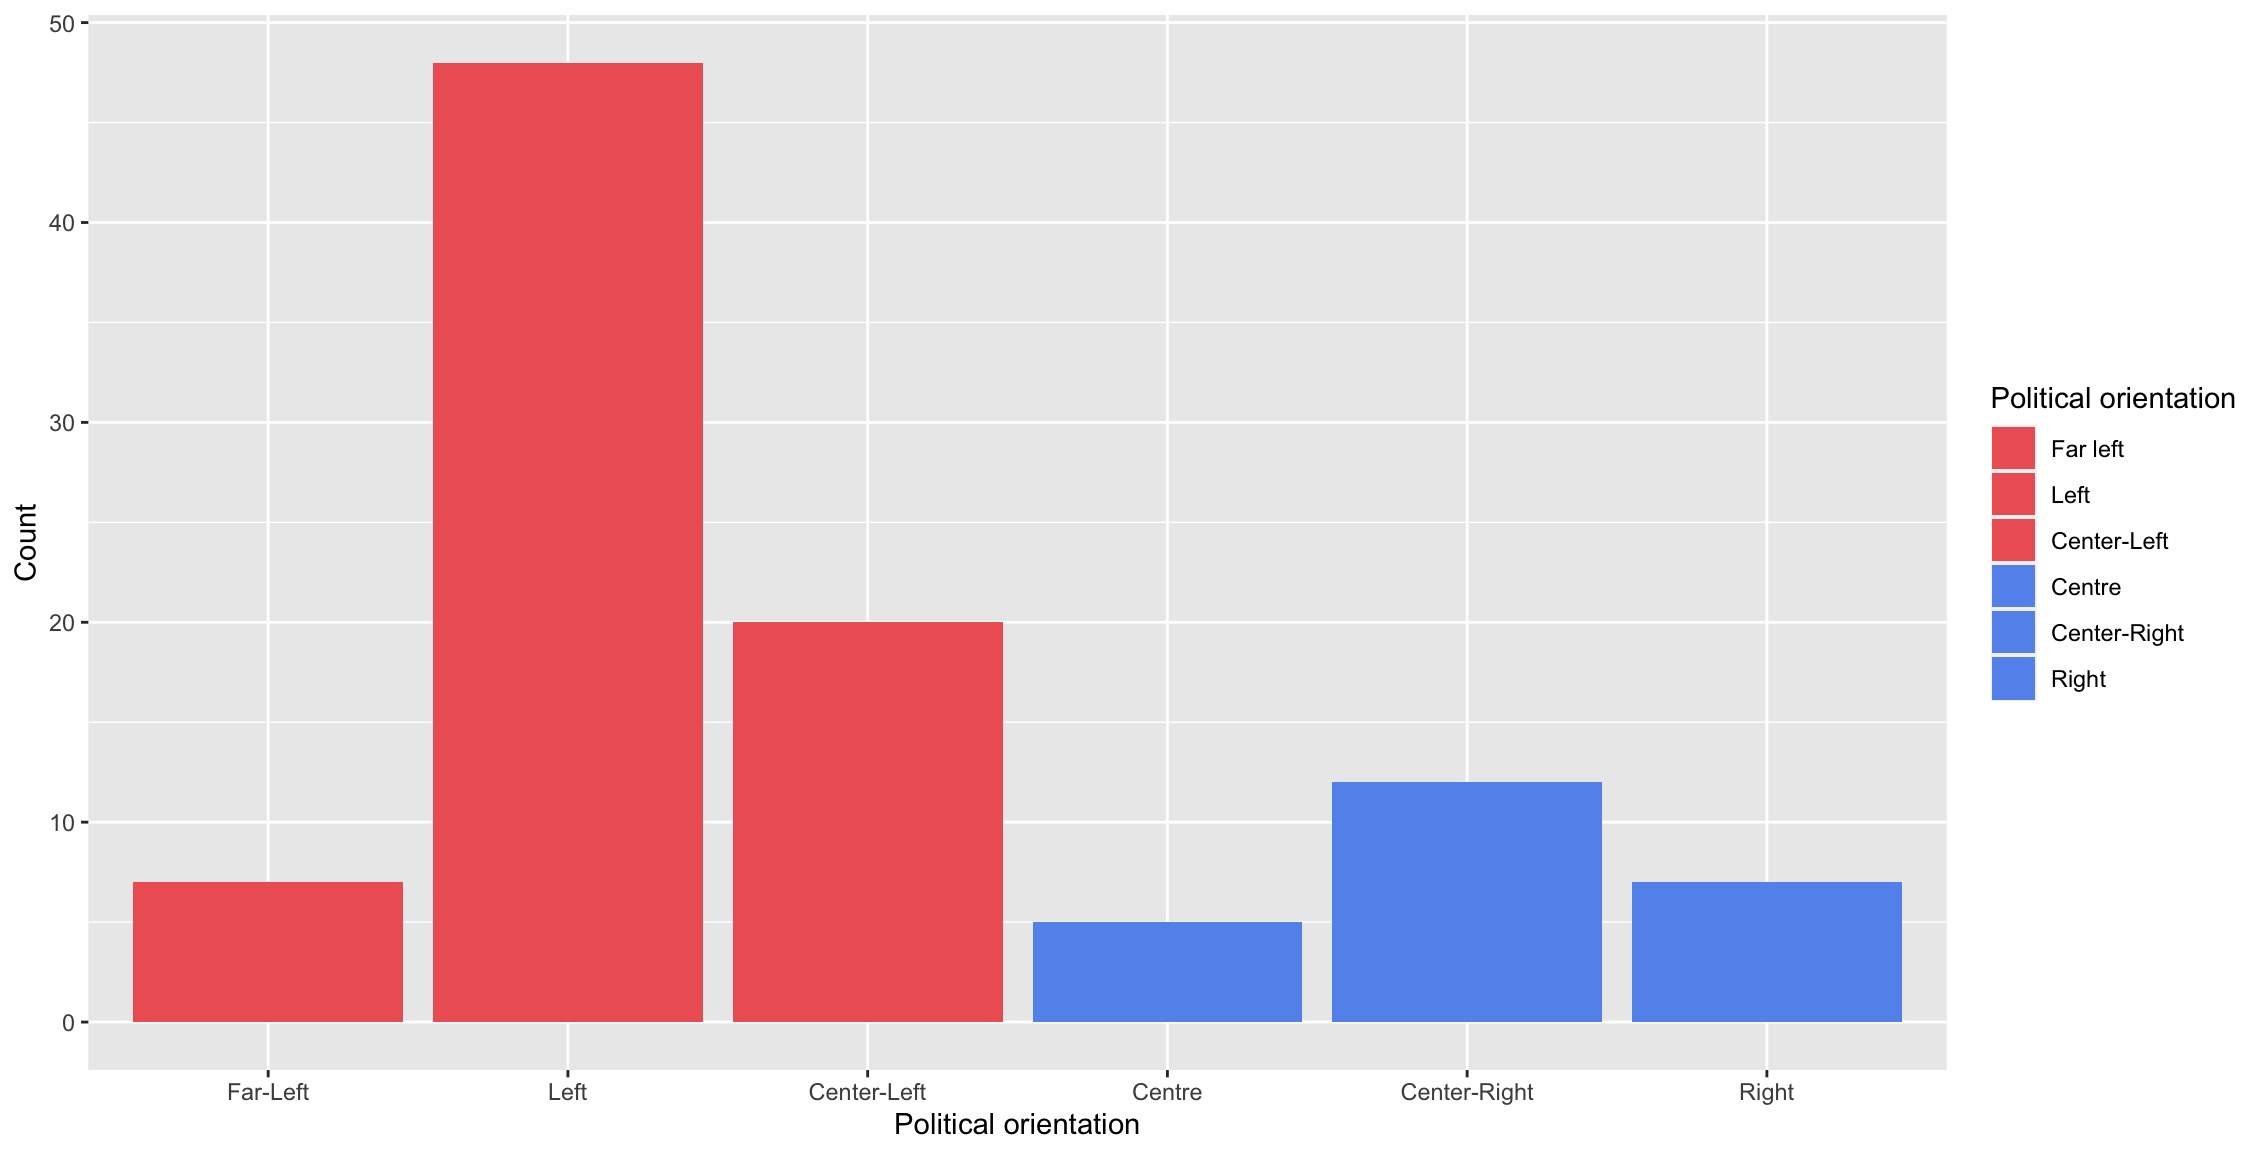 50
40
30
20
10
0
Count
Far-Left Left Center-Left Centre Center-Right Right
Political orientation
Political orientation
Far left
Left
Center-Left
Centre
Center-Right
Right